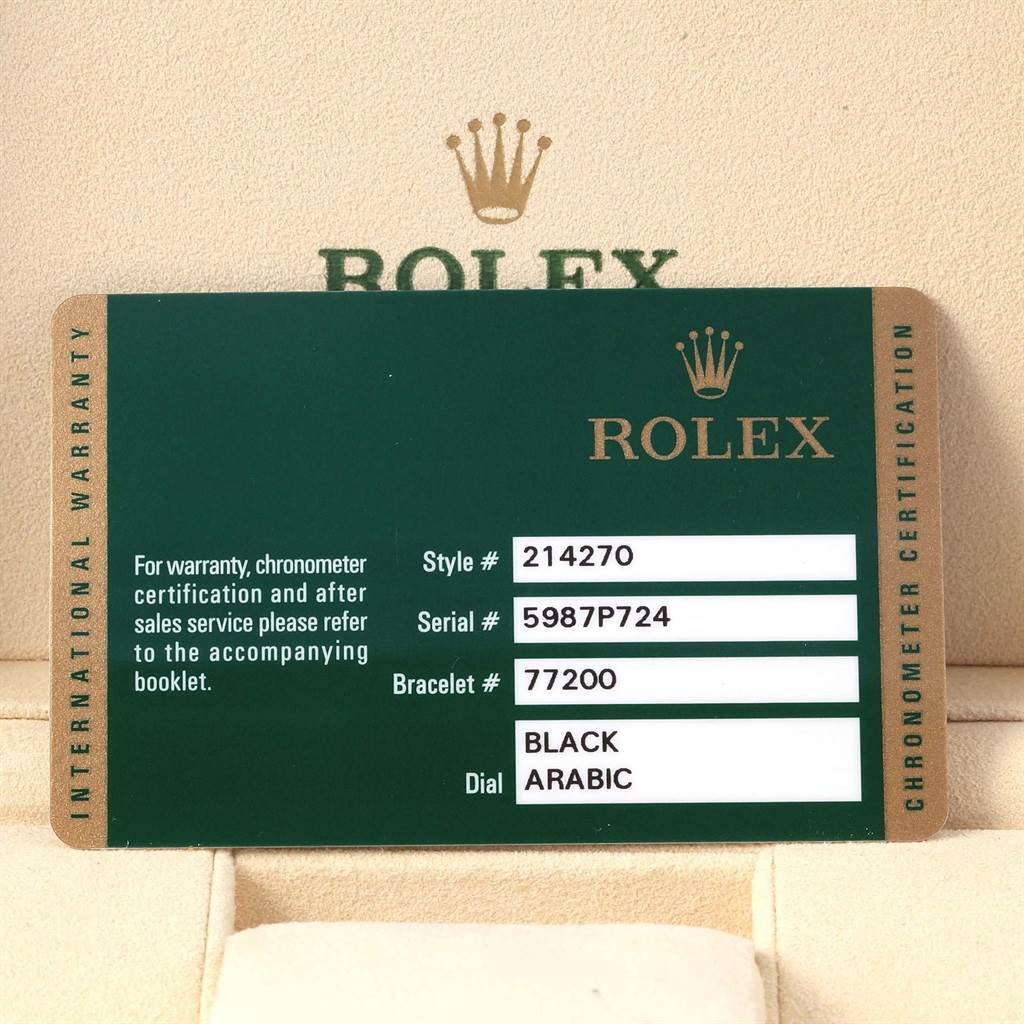 ROLEX
INTERNATIONAL WARRANTY
ROLEX
For warranty, chronometer
certification and after
sales service please refer
to the accompanying
booklet.
Style # 214270
Serial # 5987P724
Bracelet # 77200
Dial BLACK
ARABIC
CHRONOMETER CERTIFICATION